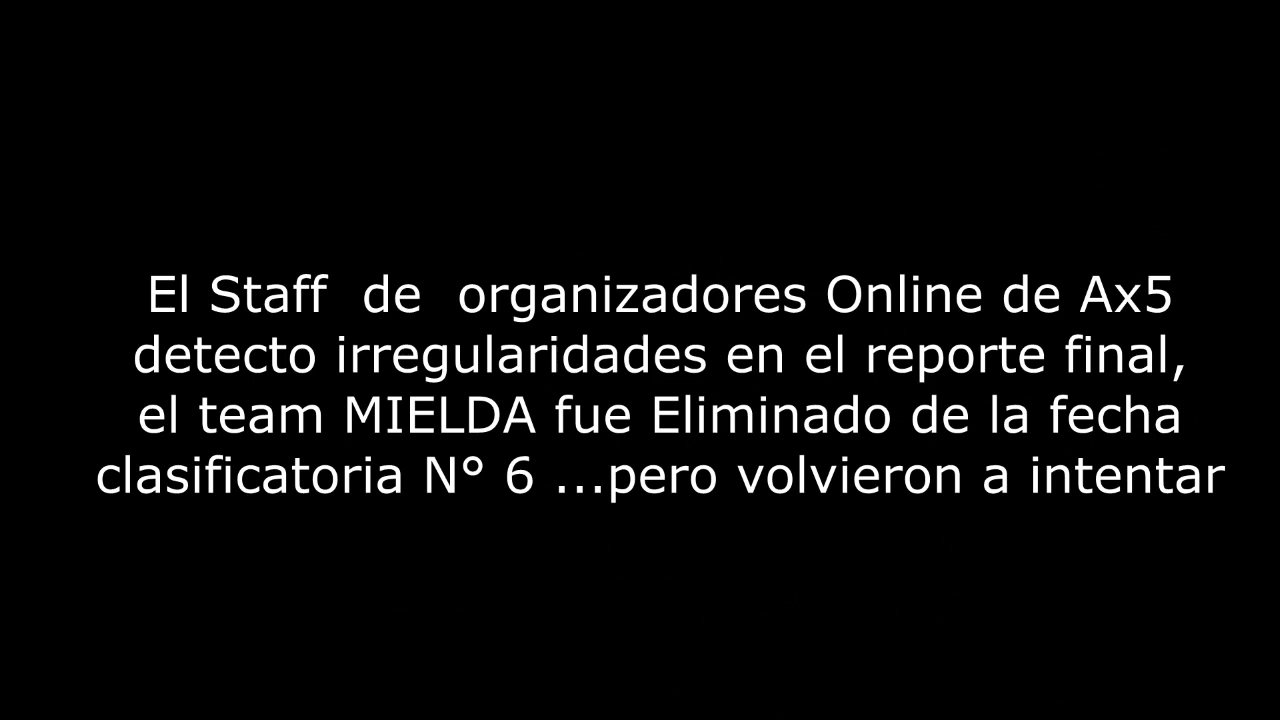 El Staff  de  organizadores Online de Ax5
detecto irregularidades en el reporte final,
el team MIELDA fue Eliminado de la fecha
clasificatoria N° 6 ...pero volvieron a intentar